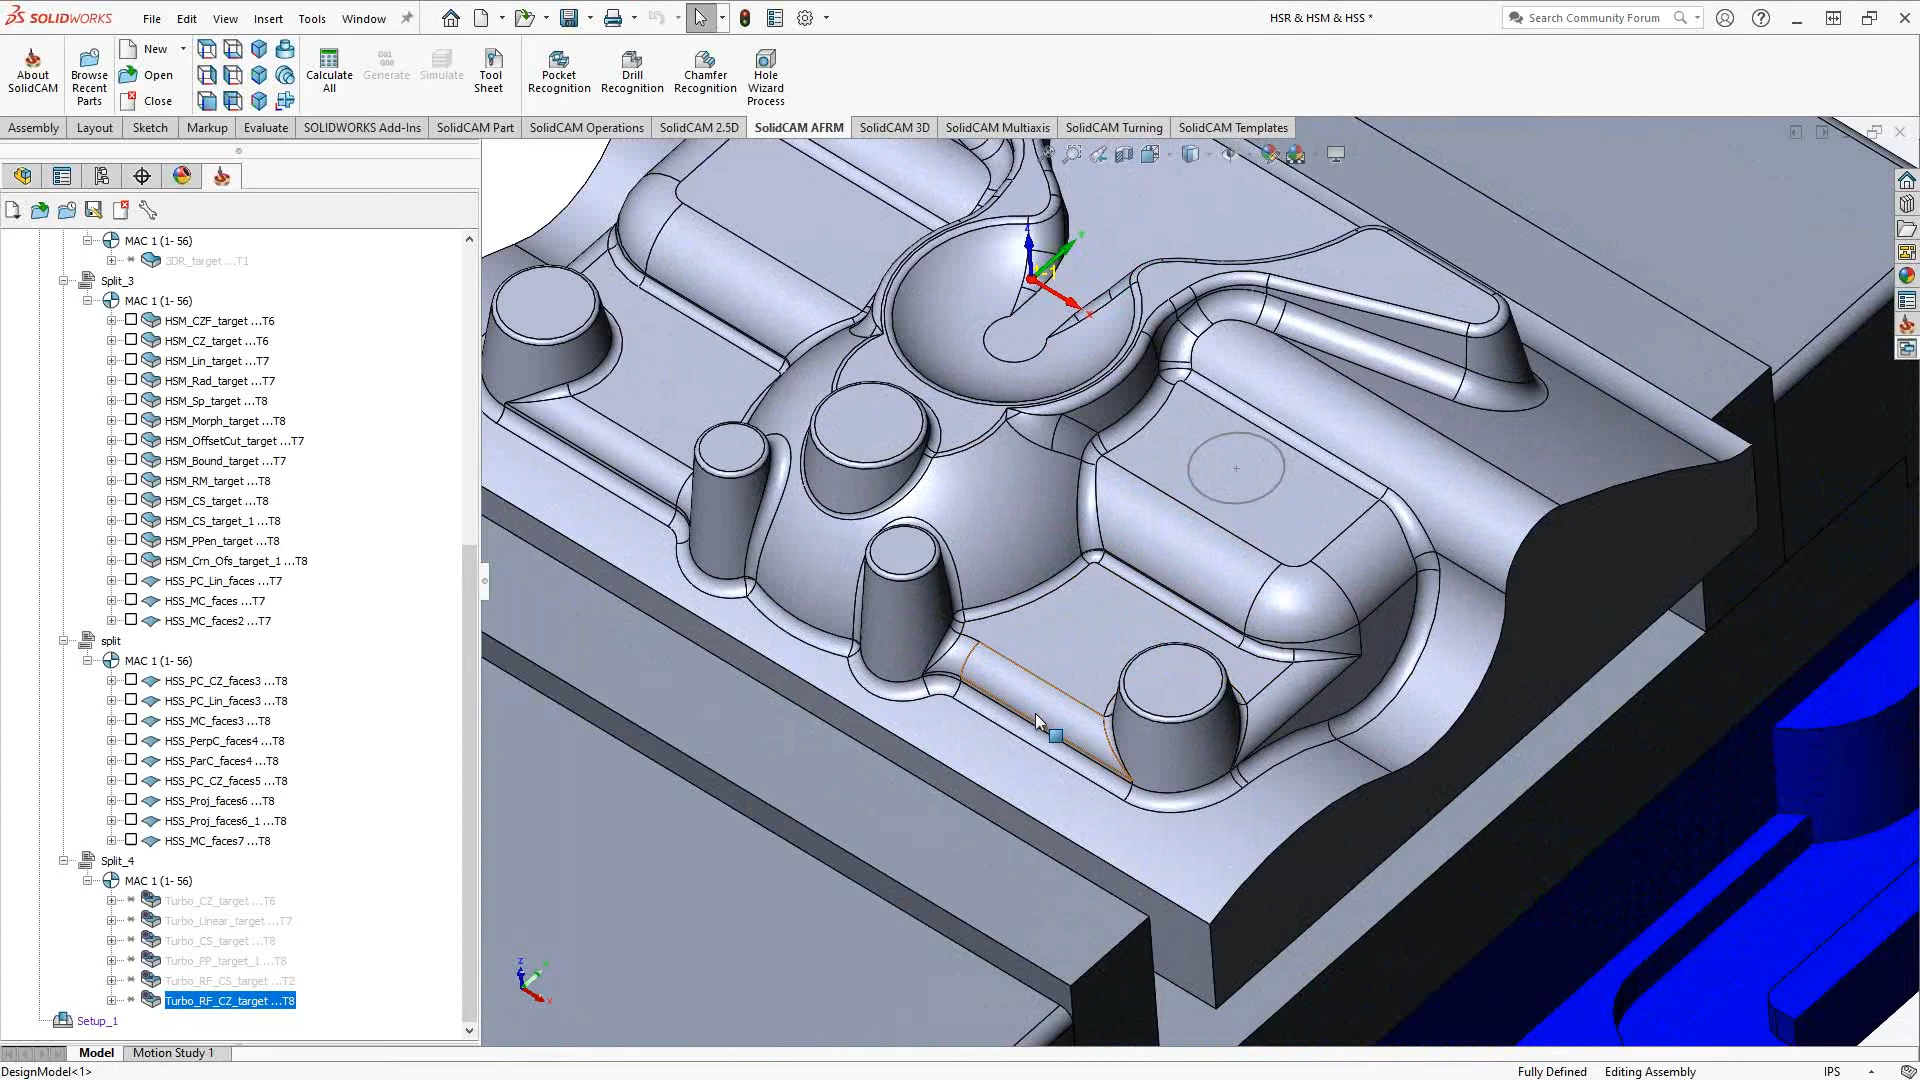 SOLIDWORKS
File Edit View Insert Tools Window
HSR & HSM & HSS *
Search Community Forum
About SolidCAM
Browse Recent Parts
New
Open
Close
Calculate All
G01
G00
Generate
Simulate
Tool Sheet
Pocket Recognition
Drill Recognition
Chamfer Recognition
Hole Wizard Process
Assembly Layout Sketch Markup Evaluate SOLIDWORKS Add-Ins SolidCAM Part SolidCAM Operations SolidCAM 2.5D SolidCAM AFRM SolidCAM 3D SolidCAM Multiaxis SolidCAM Turning SolidCAM Templates
MAC 1 (1- 56)
3DR_target ...T1
Split_3
MAC 1 (1- 56)
HSM_CZF_target ...T6
HSM_CZ_target ...T6
HSM_Lin_target ...T7
HSM_Rad_target ...T7
HSM_Sp_target ...T8
HSM_Morph_target ...T8
HSM_OffsetCut_target ...T7
HSM_Bound_target ...T7
HSM_RM_target ...T8
HSM_CS_target ...T8
HSM_CS_target_1 ...T8
HSM_PPen_target ...T8
HSM_Crn_Ofs_target_1 ...T8
HSS_PC_Lin_faces ...T7
HSS_MC_faces ...T7
HSS_MC_faces2 ...T7
split
MAC 1 (1- 56)
HSS_PC_CZ_faces3 ...T8
HSS_PC_Lin_faces3 ...T8
HSS_MC_faces3 ...T8
HSS_PerpC_faces4 ...T8
HSS_ParC_faces4 ...T8
HSS_PC_CZ_faces5 ...T8
HSS_Proj_faces6 ...T8
HSS_Proj_faces6_1 ...T8
HSS_MC_faces7 ...T8
Split_4
MAC 1 (1- 56)
Turbo_CZ_target ...T6
Turbo_Linear_target ...T7
Turbo_CS_target ...T8
Turbo_PP_target_1 ...T8
Turbo_RF_CS_target ...T2
Turbo_RF_CZ_target ...T8
Setup_1
Z
X
Model Motion Study 1
DesignModel<1>
Fully Defined Editing Assembly IPS